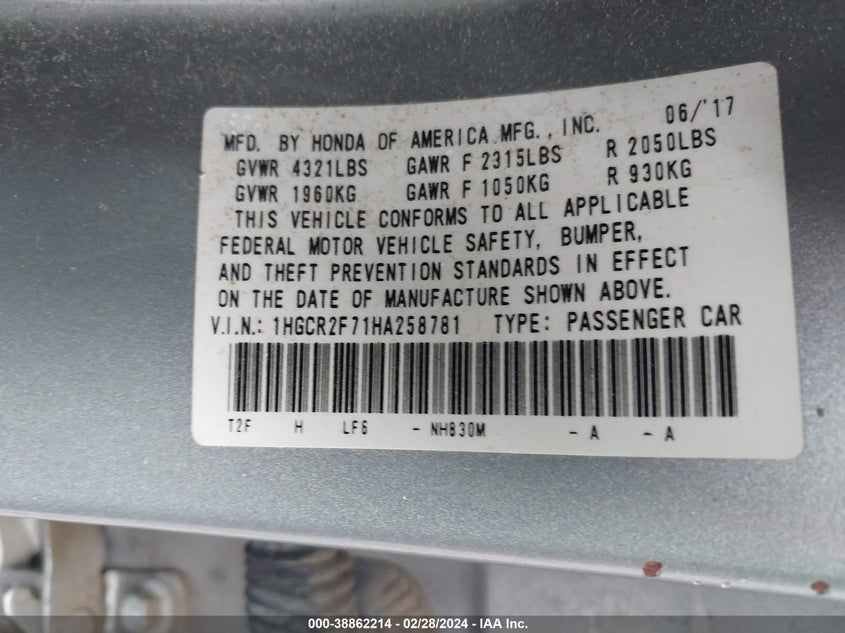 MFD. BY HONDA OF AMERICA MFG., INC. 06/'17
GVWR 4321LBS GAWR F 2315LBS R 2050LBS
GVWR 1960KG GAWR F 1050KG R 930KG
THIS VEHICLE CONFORMS TO ALL APPLICABLE
FEDERAL MOTOR VEHICLE SAFETY, BUMPER,
AND THEFT PREVENTION STANDARDS IN EFFECT
ON THE DATE OF MANUFACTURE SHOWN ABOVE.
V.I.N.: 1HGCR2F71HA258781 TYPE: PASSENGER CAR
T2F H LF6 - NH830M - A - A
000-38862214 - 02/28/2024 - IAA Inc.